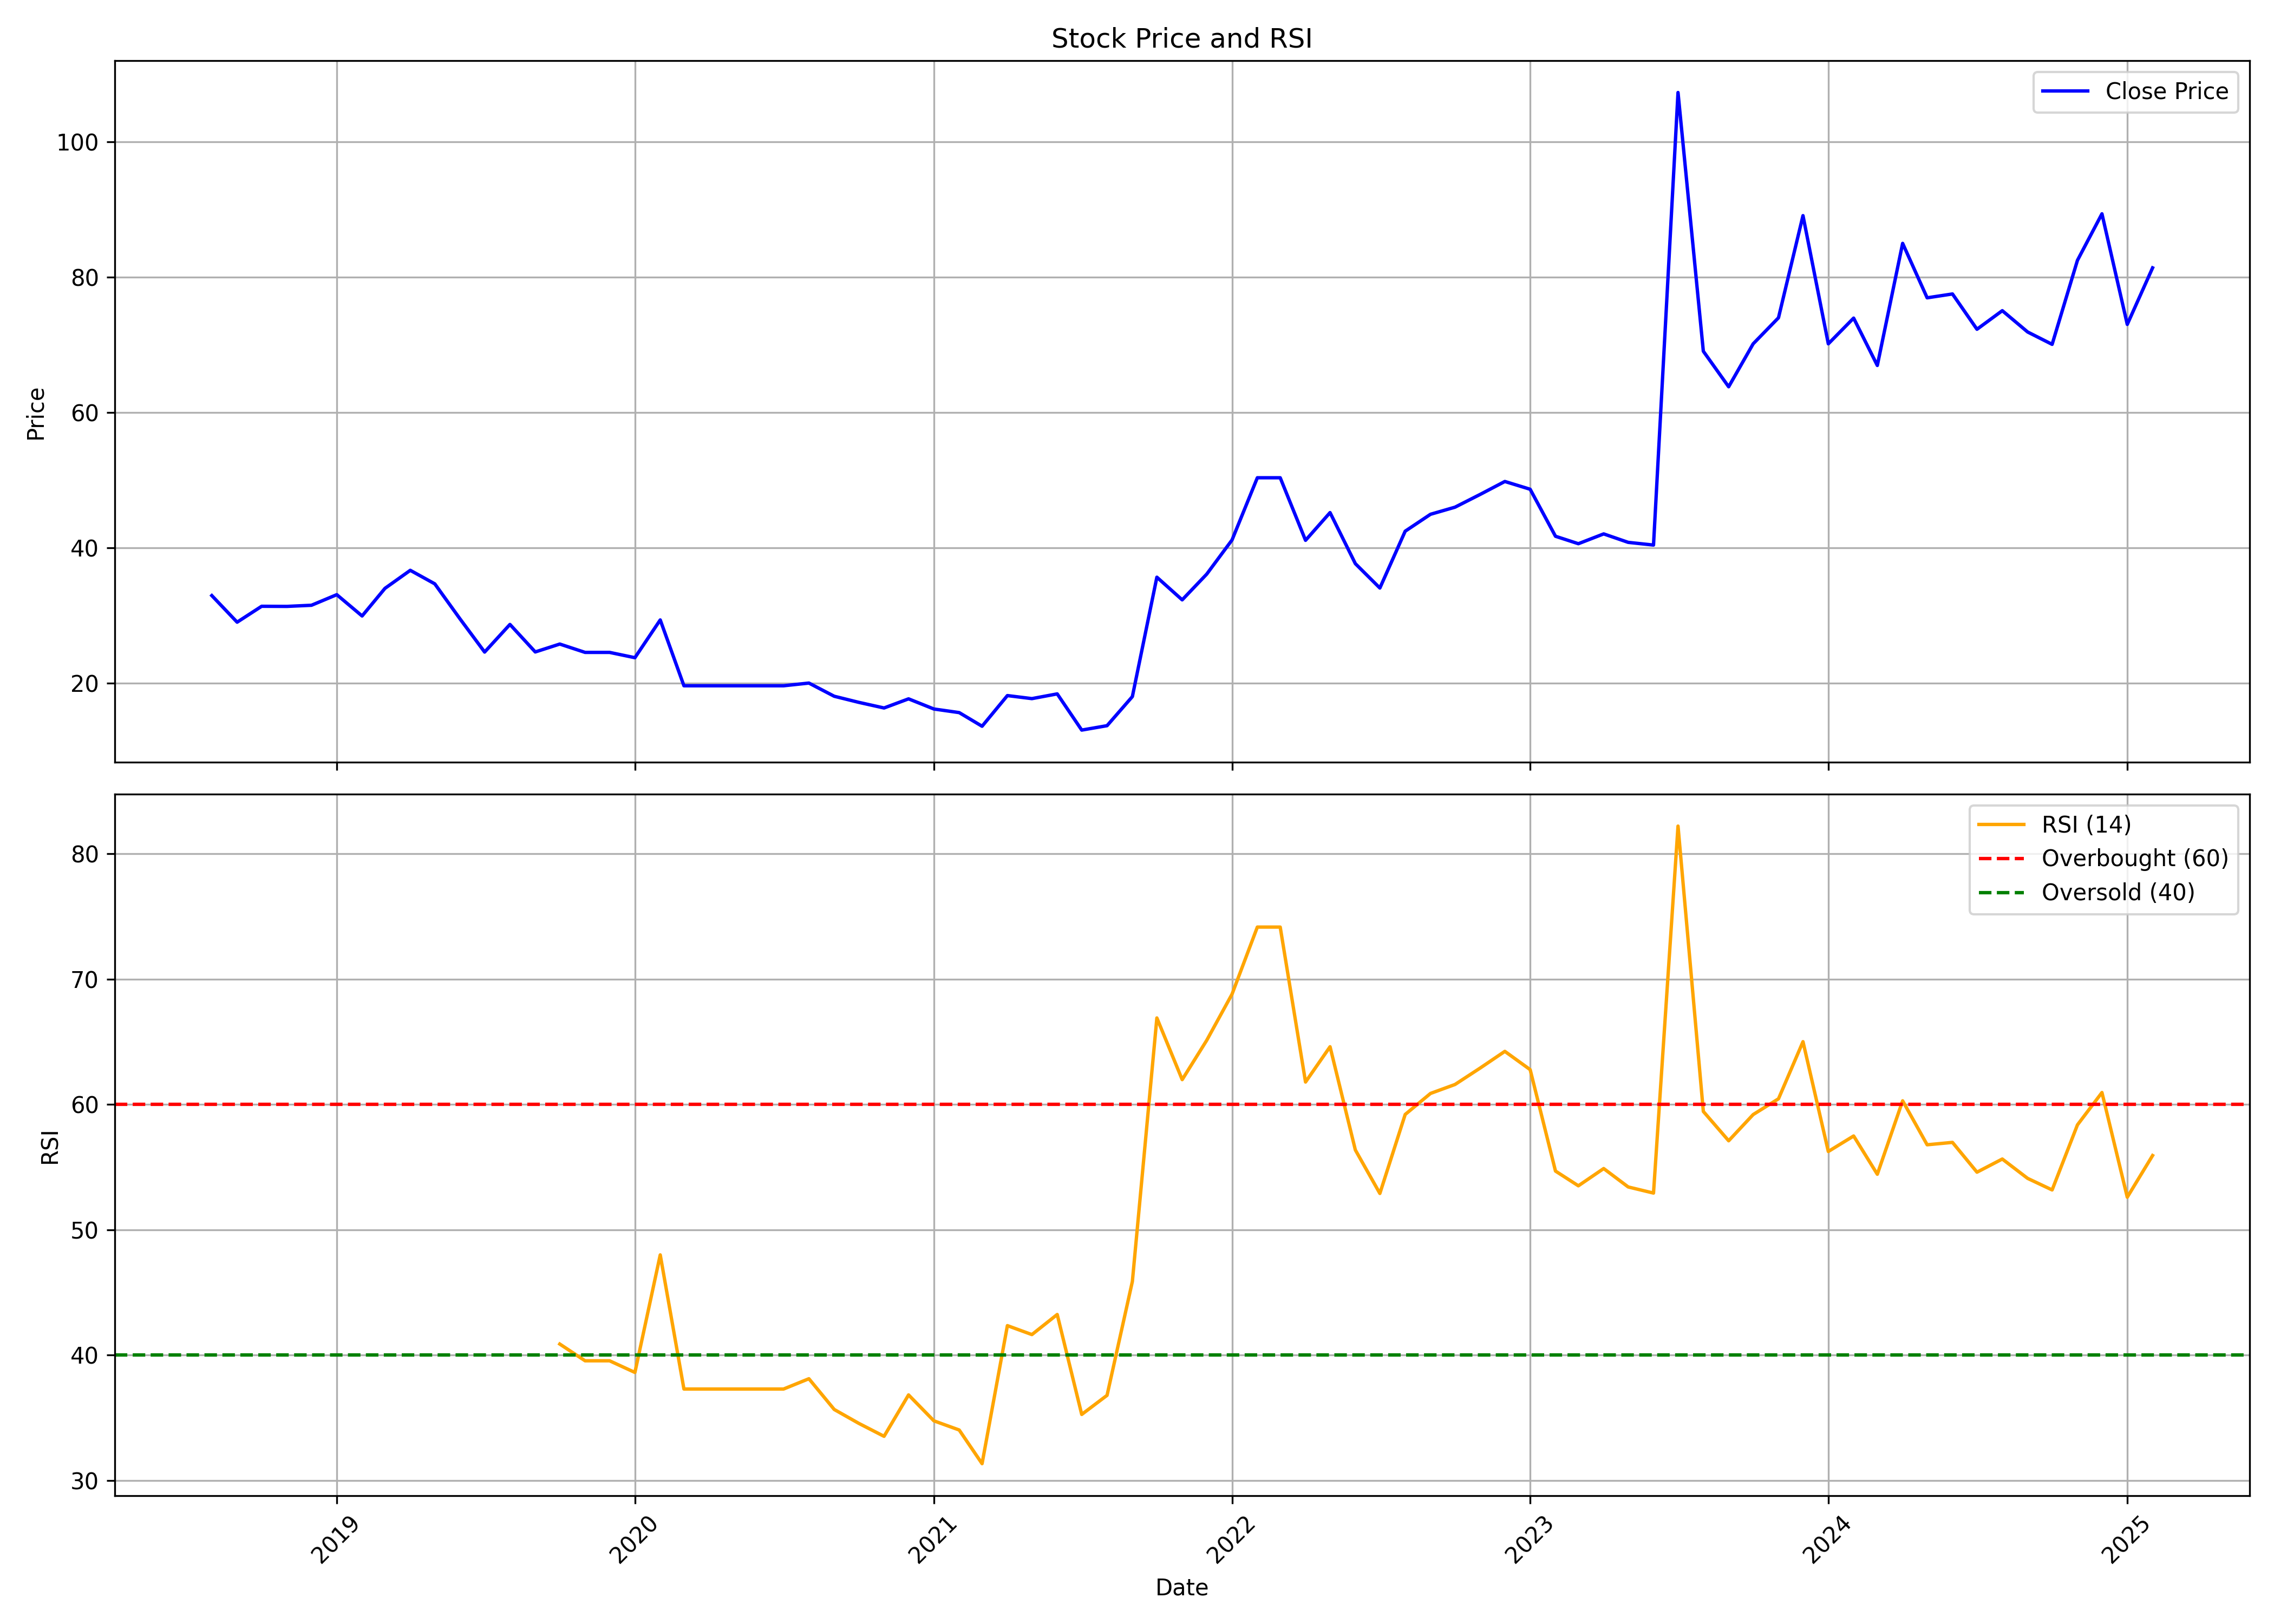 Stock Price and RSI
Close Price
100
80
60
40
20
Price
RSI (14)
Overbought (60)
Oversold (40)
80
70
60
50
40
30
RSI
2019
2020
2021
2022
2023
2024
2025
Date